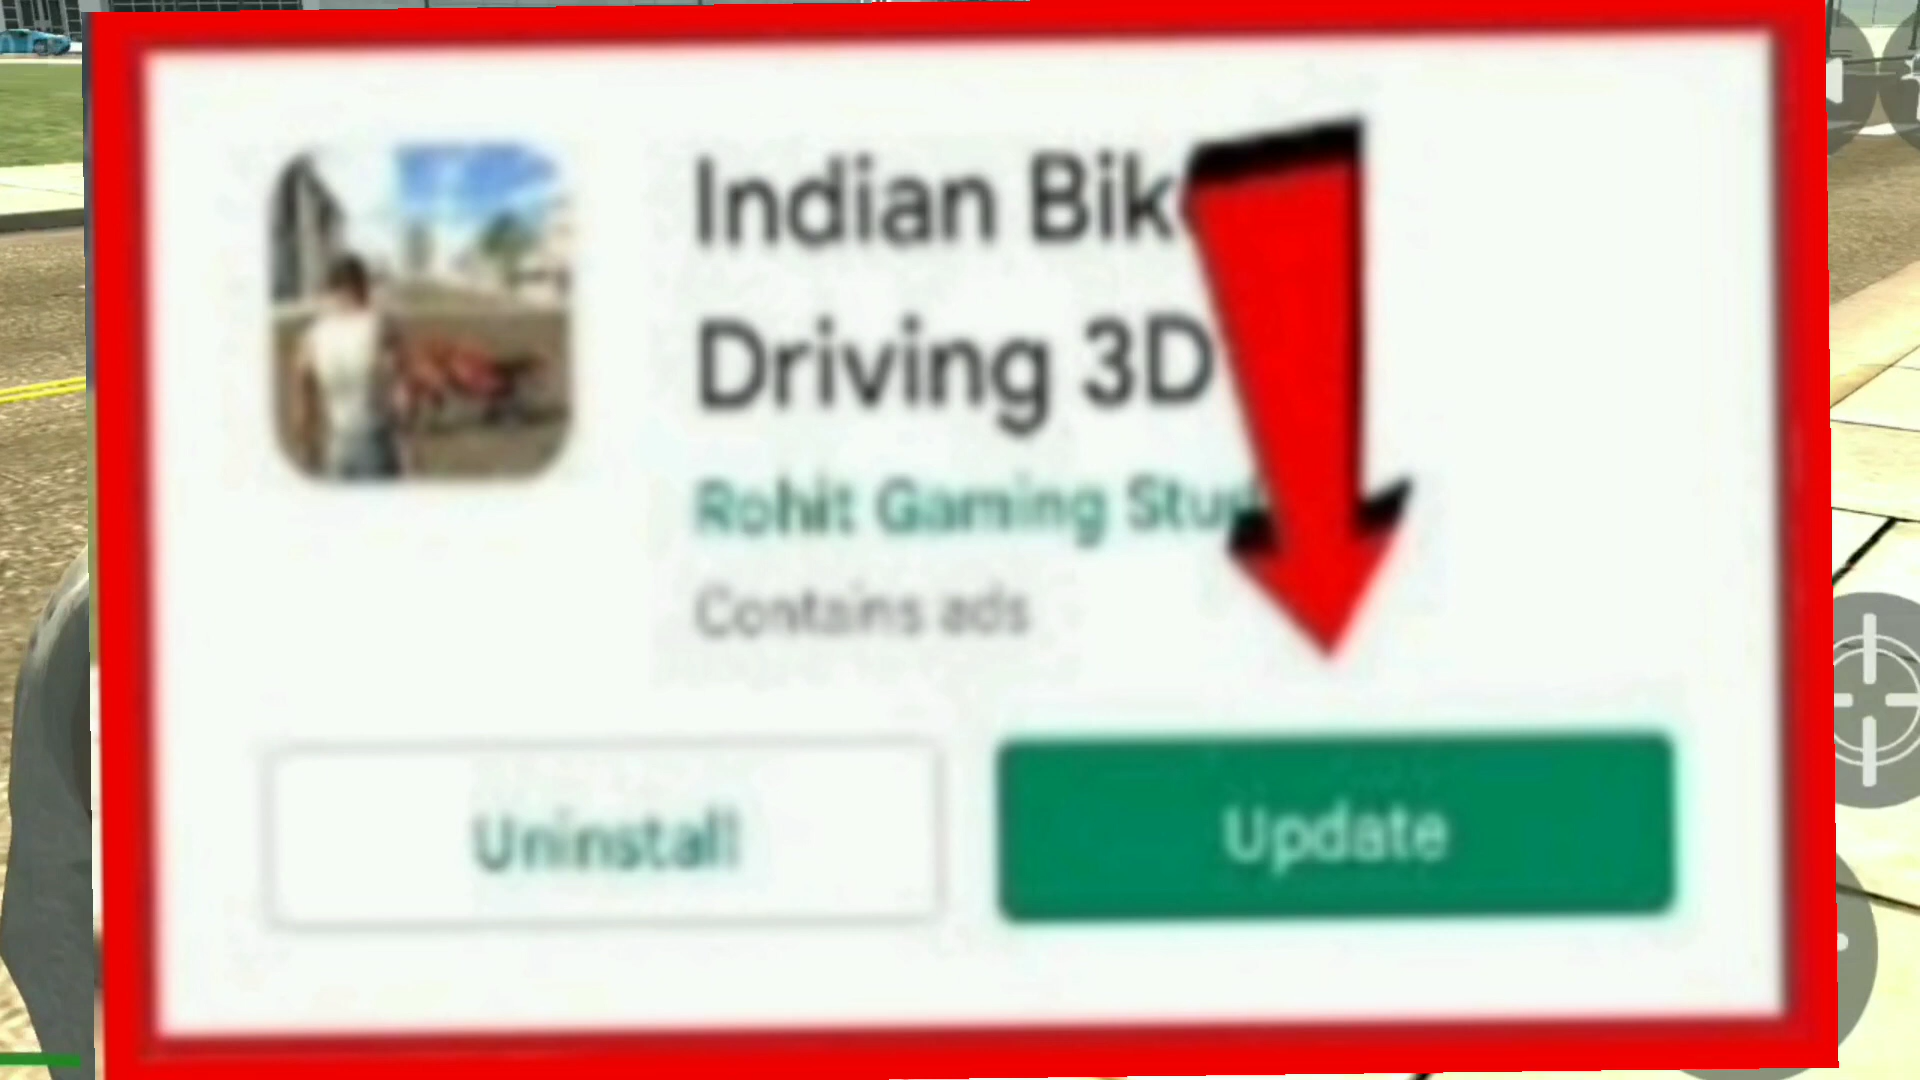 Indian Bik
Driving 3D
Rohit Gaming Stu
Contains ads
Uninstall
Update